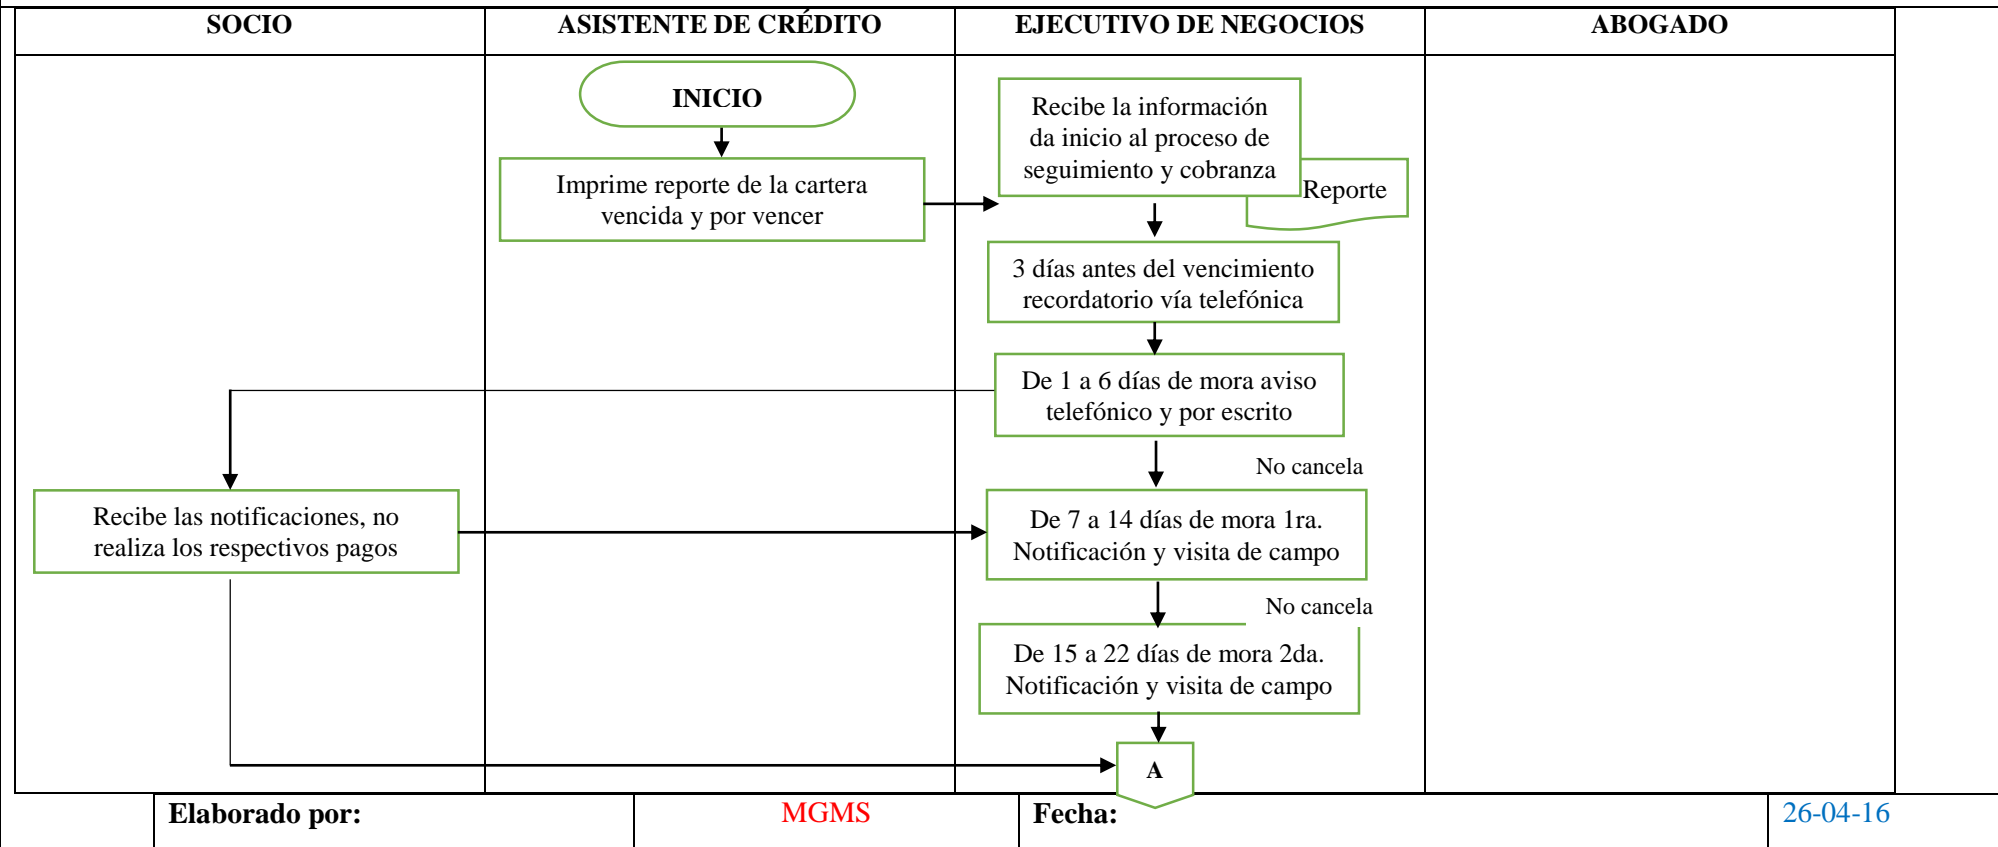 SOCIO
ASISTENTE DE CRÉDITO
EJECUTIVO DE NEGOCIOS
ABOGADO
INICIO
Imprime reporte de la cartera
vencida y por vencer
Recibe la información
da inicio al proceso de
seguimiento y cobranza
Reporte
3 días antes del vencimiento
recordatorio vía telefónica
De 1 a 6 días de mora aviso
telefónico y por escrito
No cancela
Recibe las notificaciones, no
realiza los respectivos pagos
De 7 a 14 días de mora 1ra.
Notificación y visita de campo
No cancela
De 15 a 22 días de mora 2da.
Notificación y visita de campo
A
Elaborado por:
MGMS
Fecha:
26-04-16